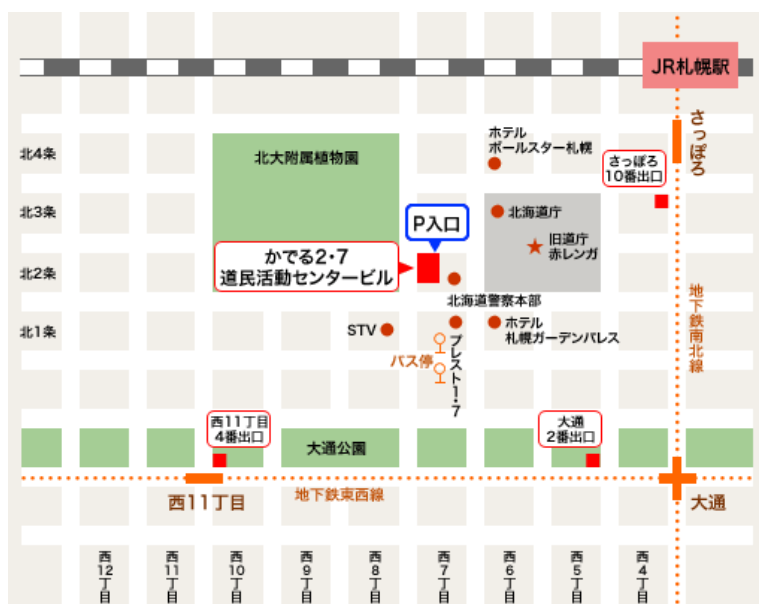 JR札幌駅
さっぽろ
ホテル
ポールスター札幌
北4条
北大附属植物園
さっぽろ
10番出口
北3条
P入口
北海道庁
旧道庁
赤レンガ
かでる2・7
道民活動センタービル
北2条
北海道警察本部
地下鉄南北線
北1条
STV
ホテル
札幌ガーデンパレス
プレスト1・7
バス停
西11丁目
4番出口
大通公園
大通
2番出口
地下鉄東西線
西11丁目
大通
西12丁目
西11丁目
西10丁目
西9丁目
西8丁目
西7丁目
西6丁目
西5丁目
西4丁目